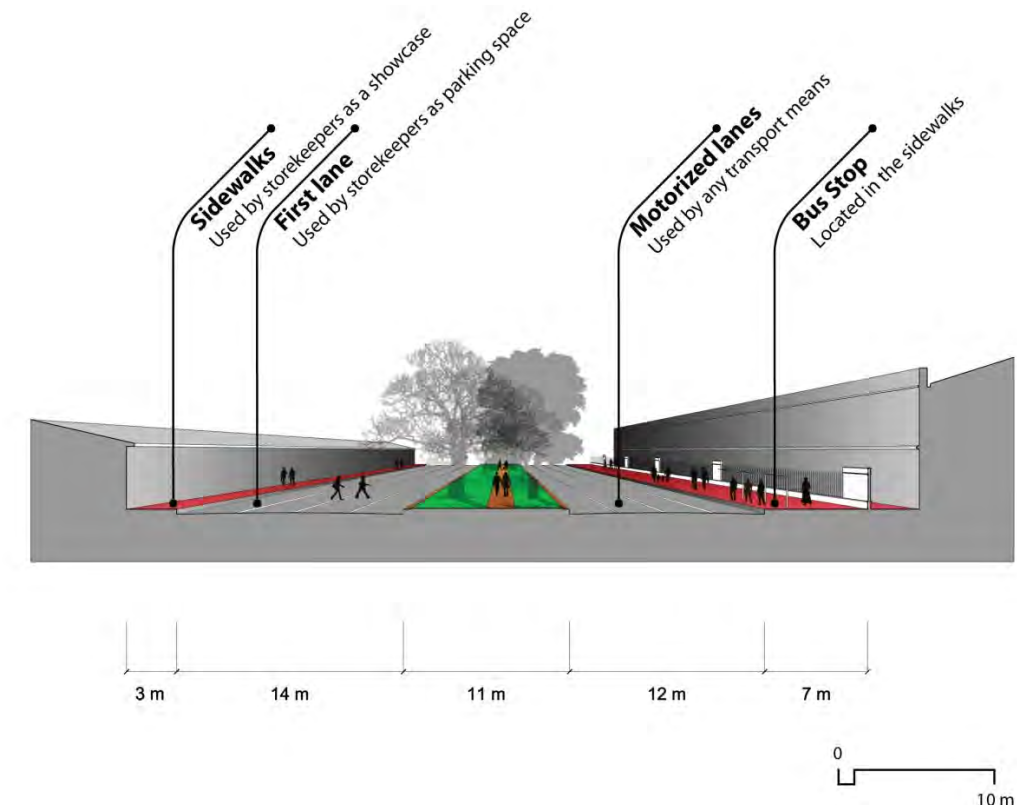 Sidewalks
Used by storekeepers as a showcase
First lane
Used by storekeepers as parking space
Motorized lanes
Used by any transport means
Bus Stop
Located in the sidewalks
3 m
14 m
11 m
12 m
7 m
0
10 m